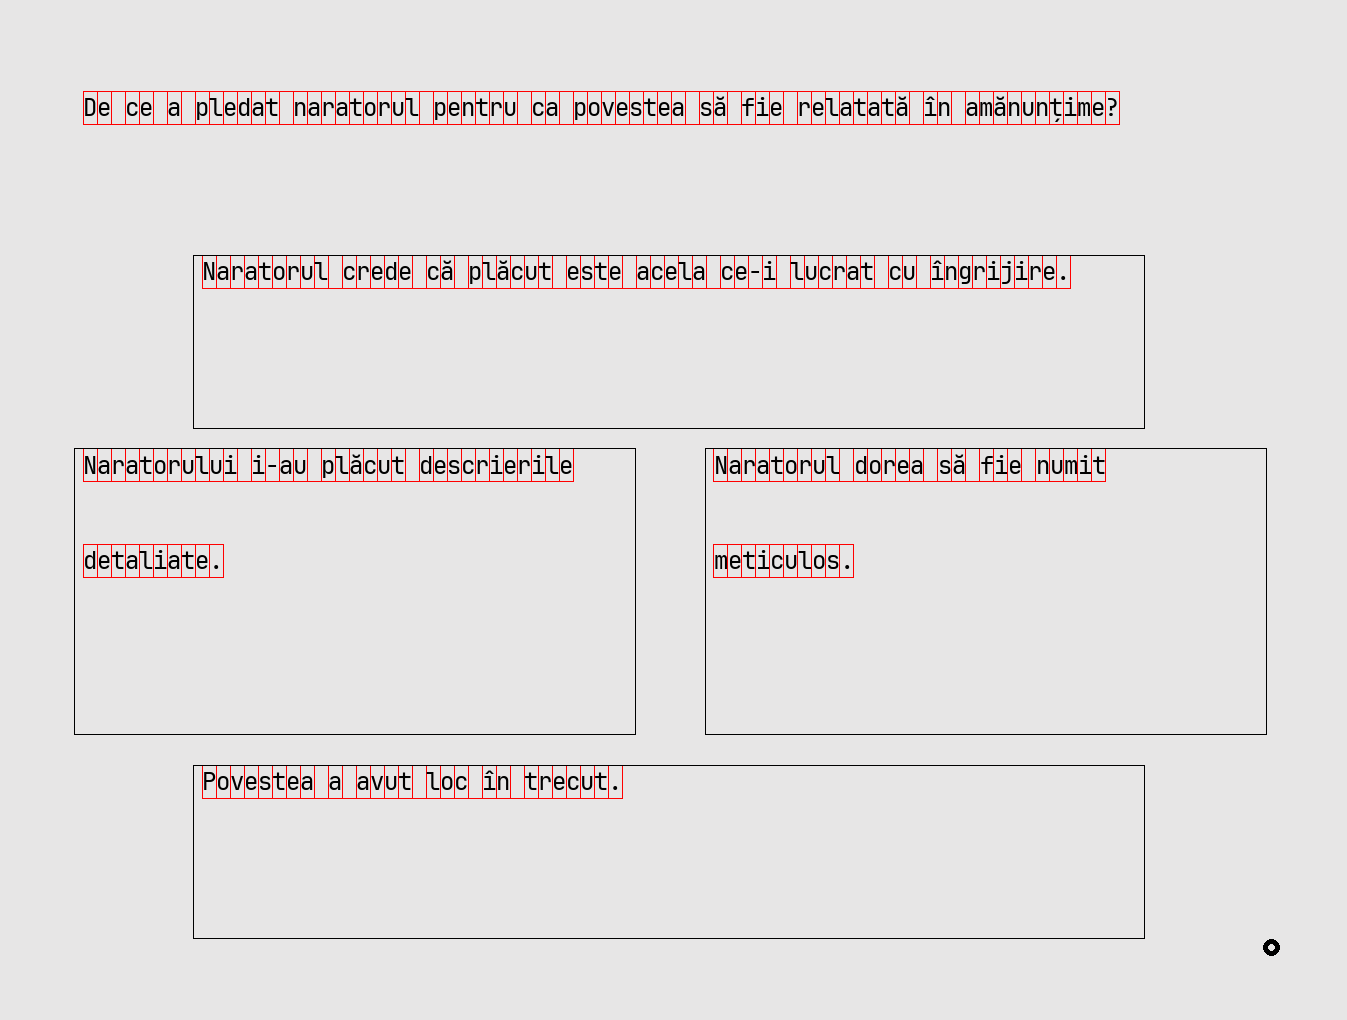 De ce a pledat naratorul pentru ca povestea să fie relatată în amănunțime?
Naratorul crede că plăcut este acela ce-i lucrat cu îngrijire.
Naratorului i-au plăcut descrierile
detaliate.
Naratorul dorea să fie numit
meticulos.
Povestea a avut loc în trecut.